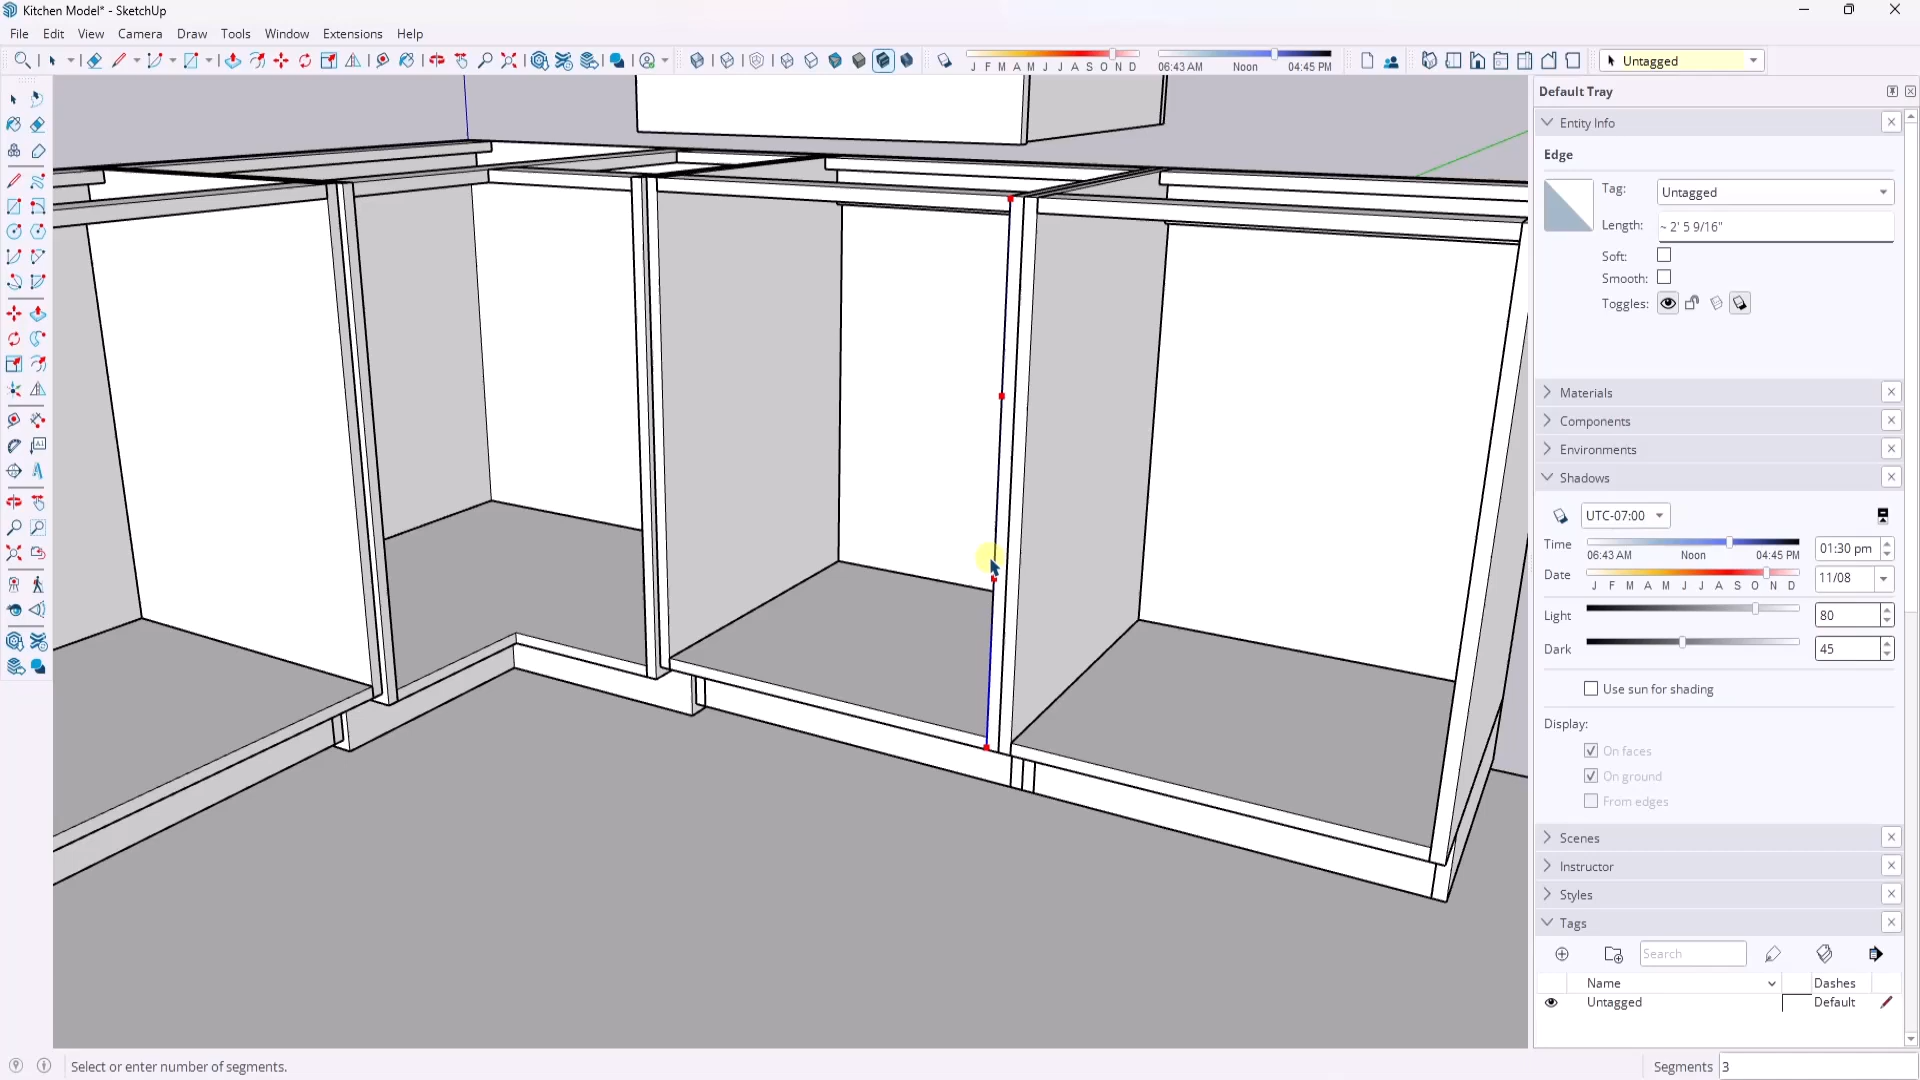 Kitchen Model* - SketchUp
File Edit View Camera Draw Tools Window Extensions Help
J F M A M J J A S O N D
06:43 AM Noon 04:45 PM
Untagged
Default Tray
Entity Info
Edge
Tag: Untagged
Length: ~ 2' 5 9/16"
Soft:
Smooth:
Toggles:
Materials
Components
Environments
Shadows
UTC-07:00
Time 01:30 pm
06:43 AM Noon 04:45 PM
Date 11/08
J F M A M J J A S O N D
Light 80
Dark 45
Use sun for shading
Display:
On faces
On ground
From edges
Scenes
Instructor
Styles
Tags
Search
Name Dashes
Untagged Default
Select or enter number of segments.
Segments 3